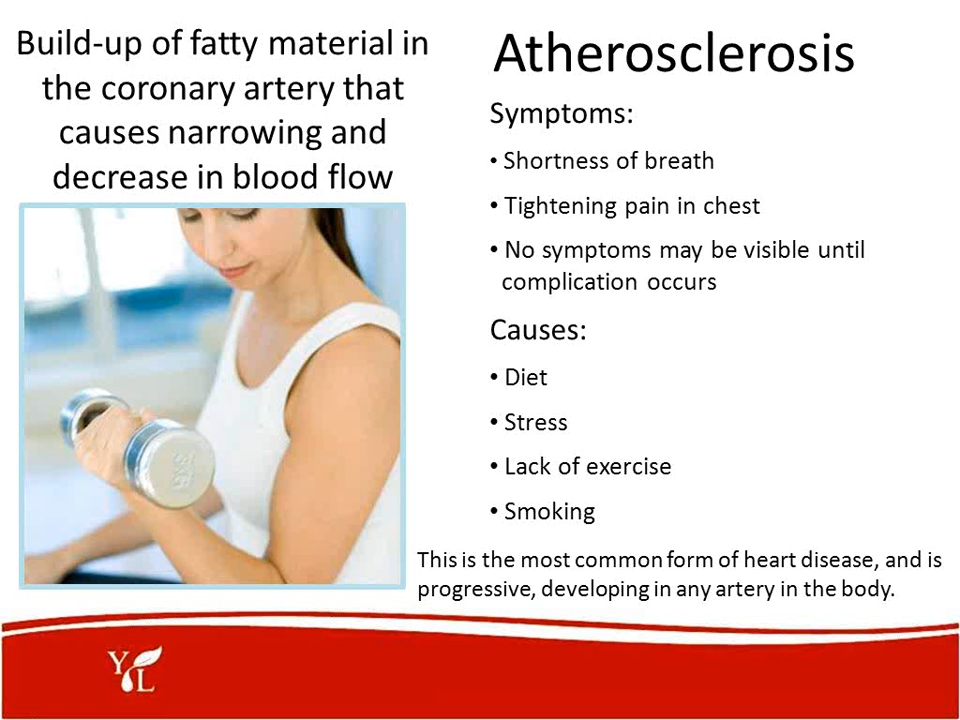 Build-up of fatty material in
the coronary artery that
causes narrowing and
decrease in blood flow
Atherosclerosis
Symptoms:
• Shortness of breath
• Tightening pain in chest
• No symptoms may be visible until
complication occurs
Causes:
• Diet
• Stress
• Lack of exercise
• Smoking
This is the most common form of heart disease, and is
progressive, developing in any artery in the body.
Y L